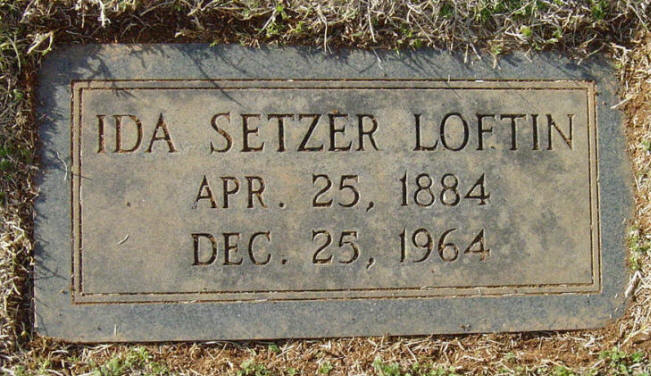 IDA SETZER LOFTIN
APR. 25, 1884
DEC. 25, 1964